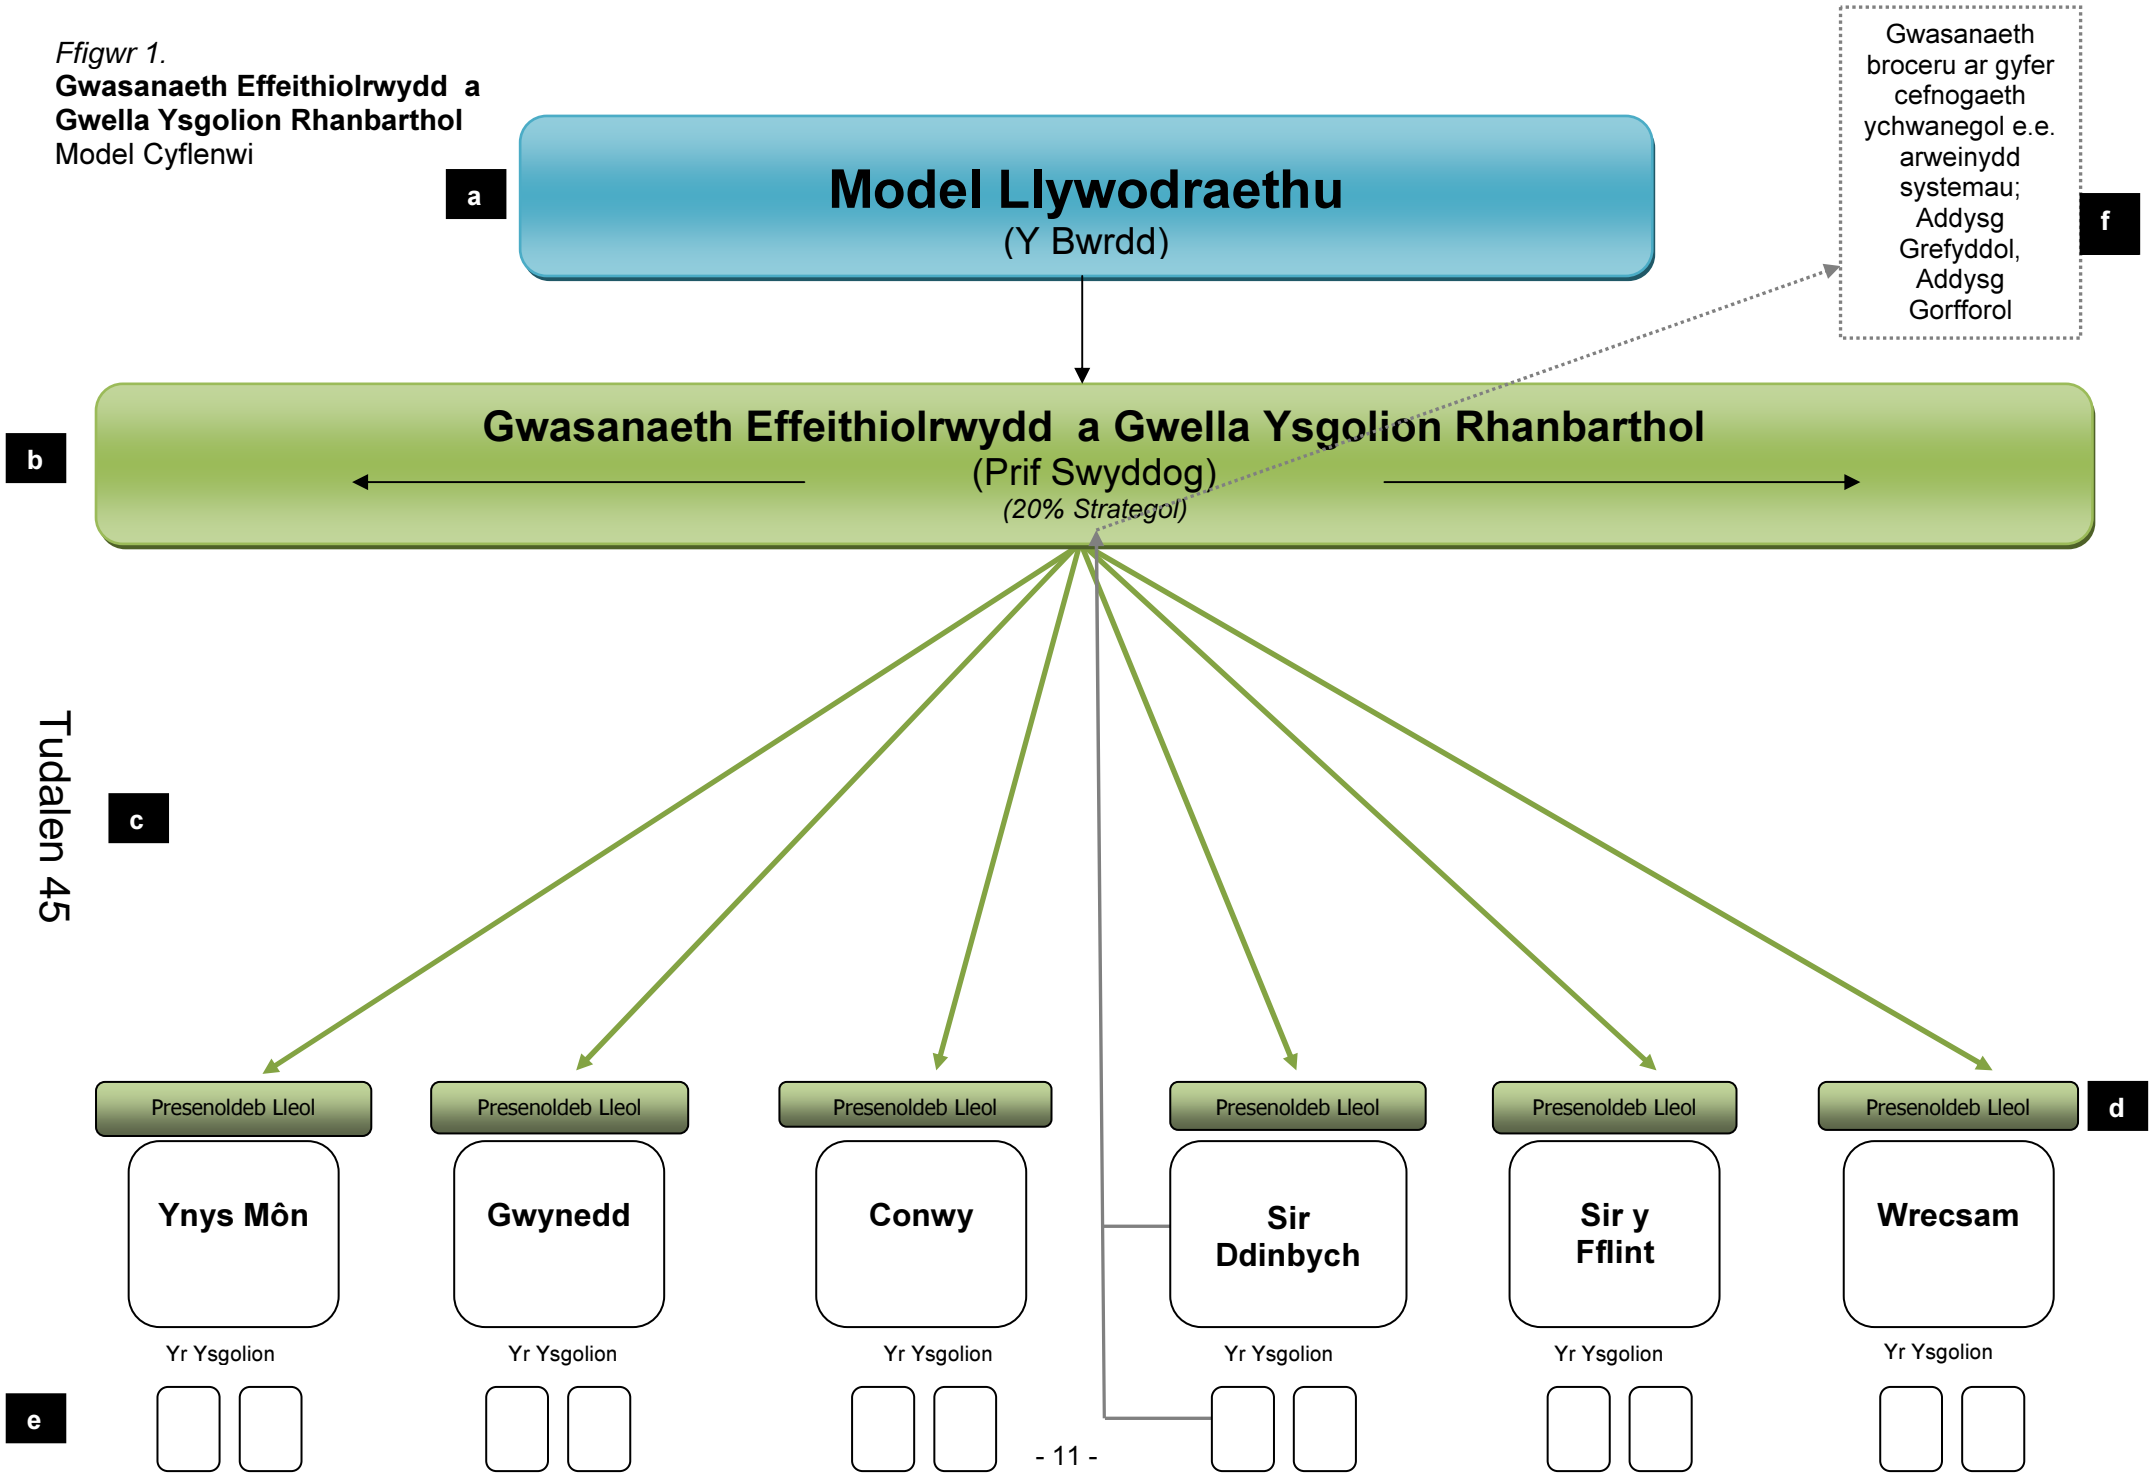 Ffigwr 1.
Gwasanaeth Effeithiolrwydd a
Gwella Ysgolion Rhanbarthol
Model Cyflenwi
a
Model Llywodraethu
(Y Bwrdd)
Gwasanaeth
broceru ar gyfer
cefnogaeth
ychwanegol e.e.
arweinydd
systemau;
Addysg
Grefyddol,
Addysg
Gorfforol
f
b
Gwasanaeth Effeithiolrwydd a Gwella Ysgolion Rhanbarthol
(Prif Swyddog)
(20% Strategol)
Tudalen 45
c
Presenoldeb Lleol
Presenoldeb Lleol
Presenoldeb Lleol
Presenoldeb Lleol
Presenoldeb Lleol
Presenoldeb Lleol
d
Ynys Môn
Gwynedd
Conwy
Sir
Ddinbych
Sir y
Fflint
Wrecsam
Yr Ysgolion
Yr Ysgolion
Yr Ysgolion
Yr Ysgolion
Yr Ysgolion
Yr Ysgolion
e
- 11 -